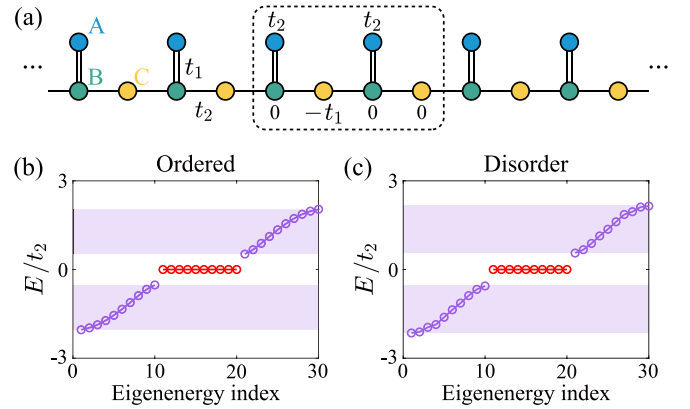 (a)
t₂ t₂
A
... ...
t₁
B C
t₂ 0 −t₁ 0 0
(b) Ordered
(c) Disorder
3
0
-3
E/t₂
0 10 20 30
Eigenenergy index
3
0
-3
E/t₂
0 10 20 30
Eigenenergy index